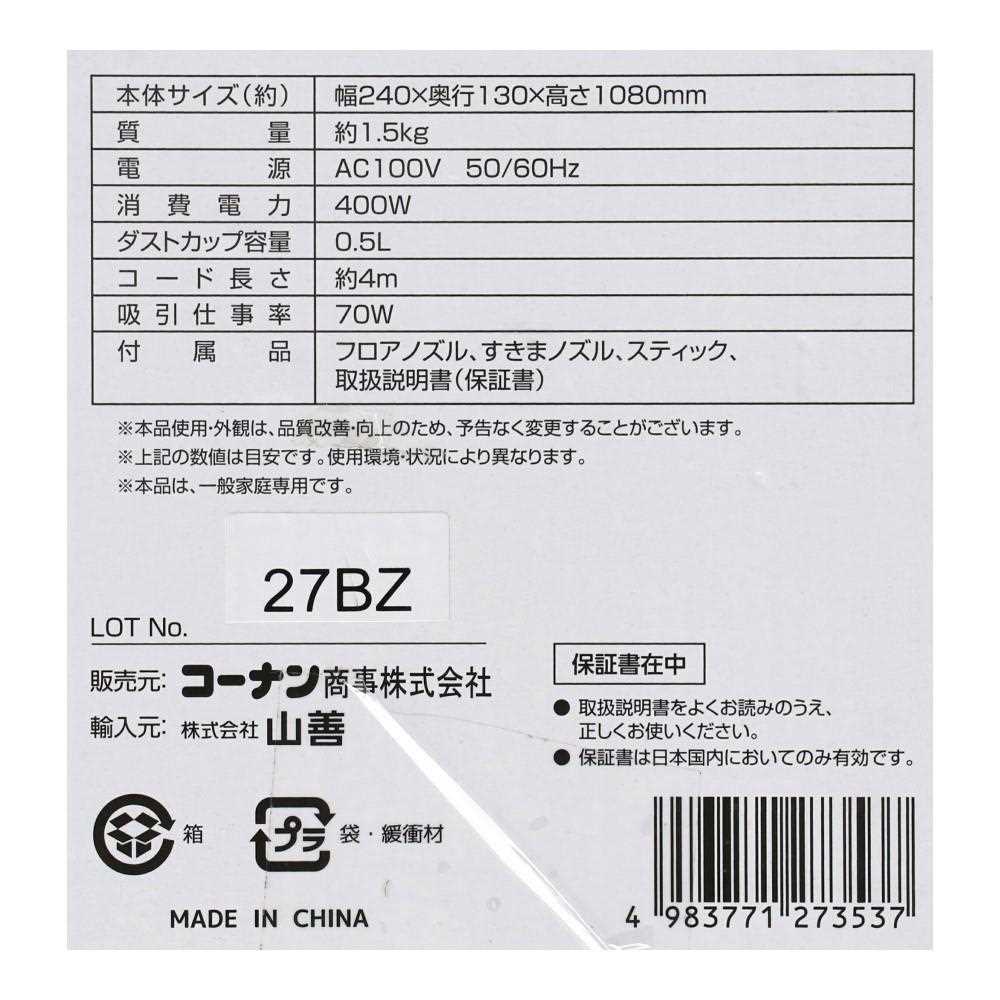 本体サイズ(約) 幅240×奥行130×高さ1080mm
質量 約1.5kg
電源 AC100V 50/60Hz
消費電力 400W
ダストカップ容量 0.5L
コード長さ 約4m
吸引仕事率 70W
付属品 フロアノズル、すきまノズル、スティック、
取扱説明書(保証書)
※本品使用・外観は、品質改善・向上のため、予告なく変更することがございます。
※上記の数値は目安です。使用環境・状況により異なります。
※本品は、一般家庭専用です。
27BZ
LOT No.
販売元: コーナン商事株式会社
輸入元: 株式会社 山善
保証書在中
● 取扱説明書をよくお読みのうえ、
正しくお使いください。
● 保証書は日本国内においてのみ有効です。
箱
プラ 袋・緩衝材
MADE IN CHINA
4 983771 273537